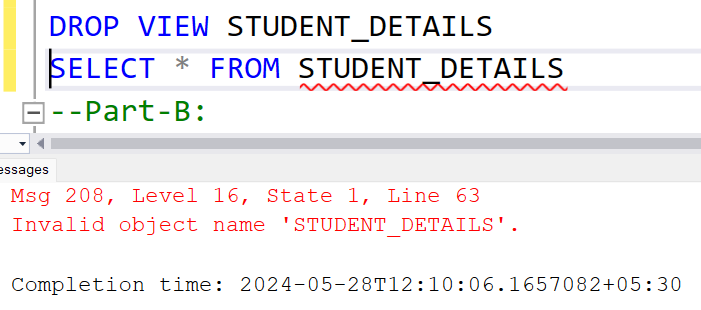 DROP VIEW STUDENT_DETAILS
SELECT * FROM STUDENT_DETAILS
--Part-B:
essages
Msg 208, Level 16, State 1, Line 63
Invalid object name 'STUDENT_DETAILS'.
Completion time: 2024-05-28T12:10:06.1657082+05:30